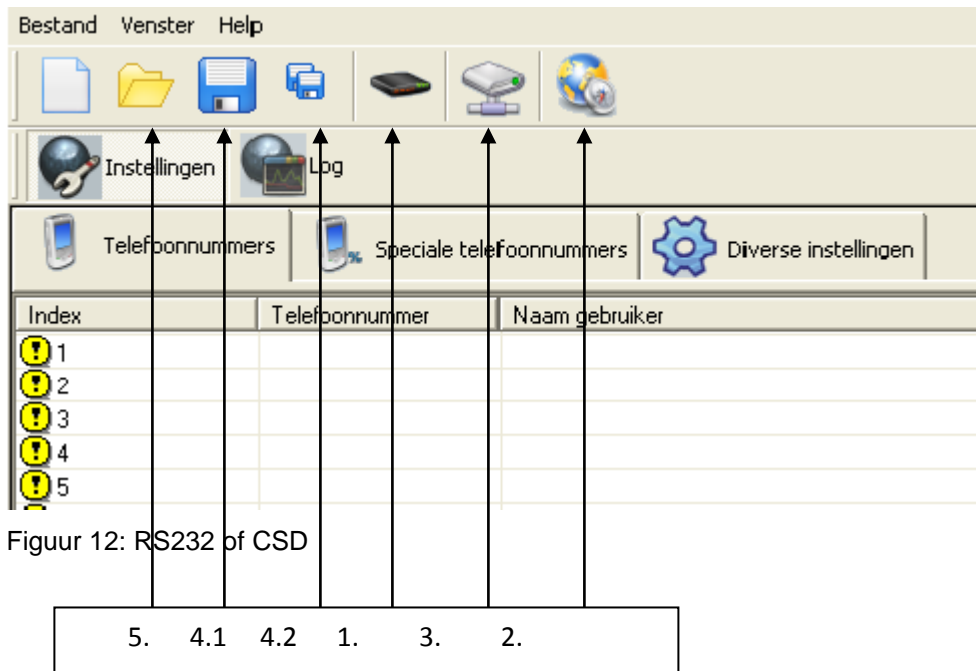 Bestand Venster Help
Instellingen Log
Telefoonnummers Speciale telefoonnummers Diverse instellingen
Index Telefoonnummer Naam gebruiker
1
2
3
4
5
Figuur 12: RS232 of CSD
5. 4.1 4.2 1. 3. 2.